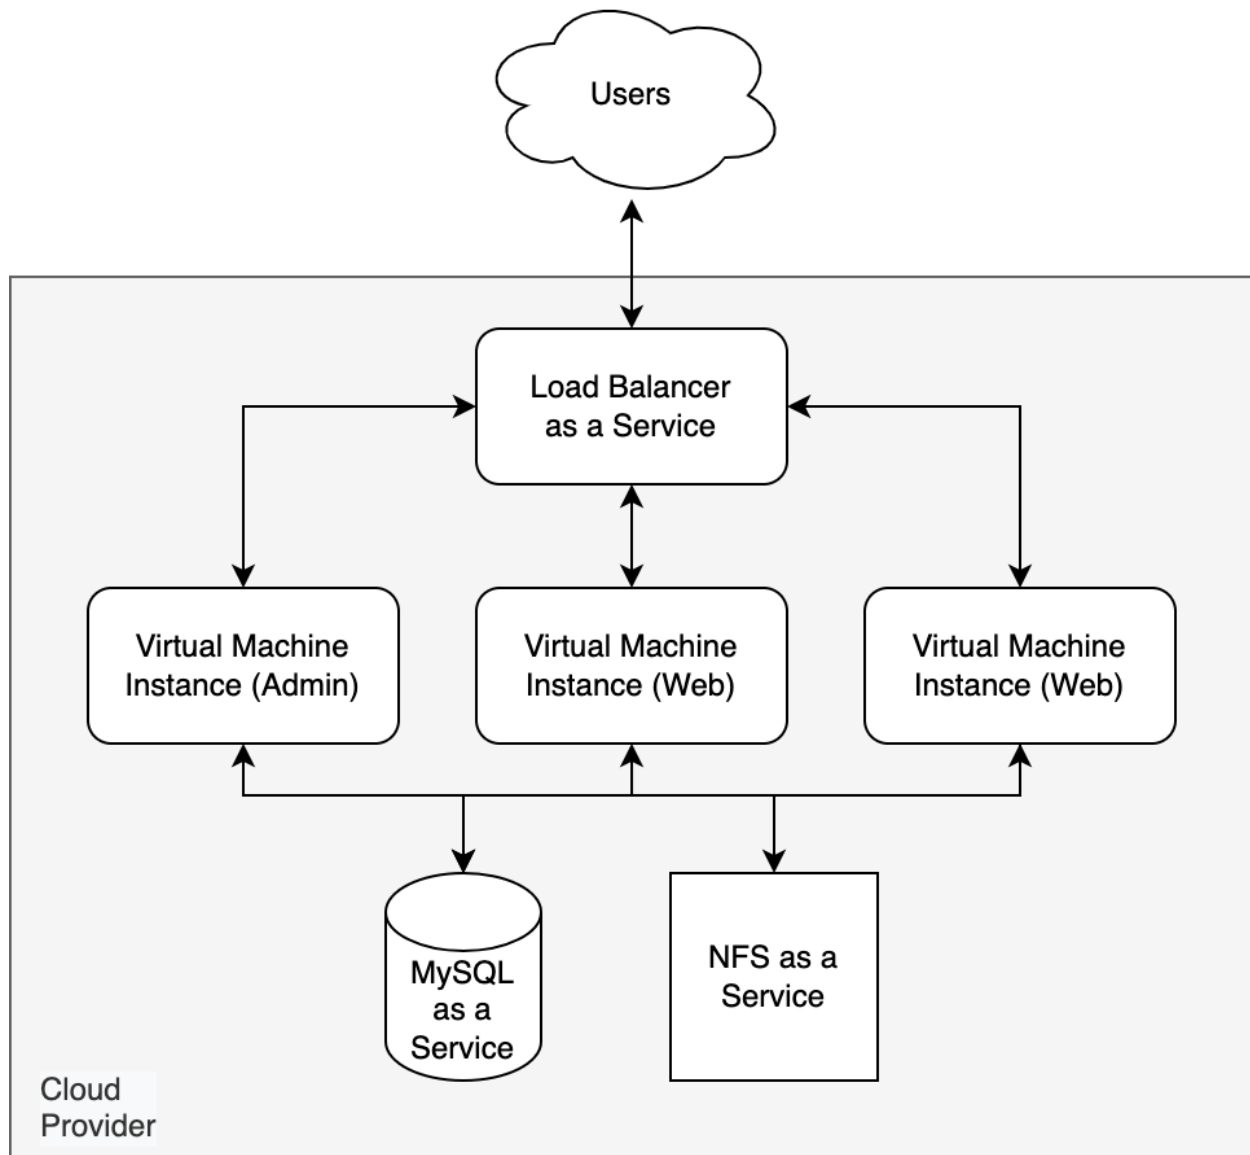 Users
Load Balancer
as a Service
Virtual Machine
Instance (Admin)
Virtual Machine
Instance (Web)
Virtual Machine
Instance (Web)
MySQL
as a
Service
NFS as a
Service
Cloud
Provider